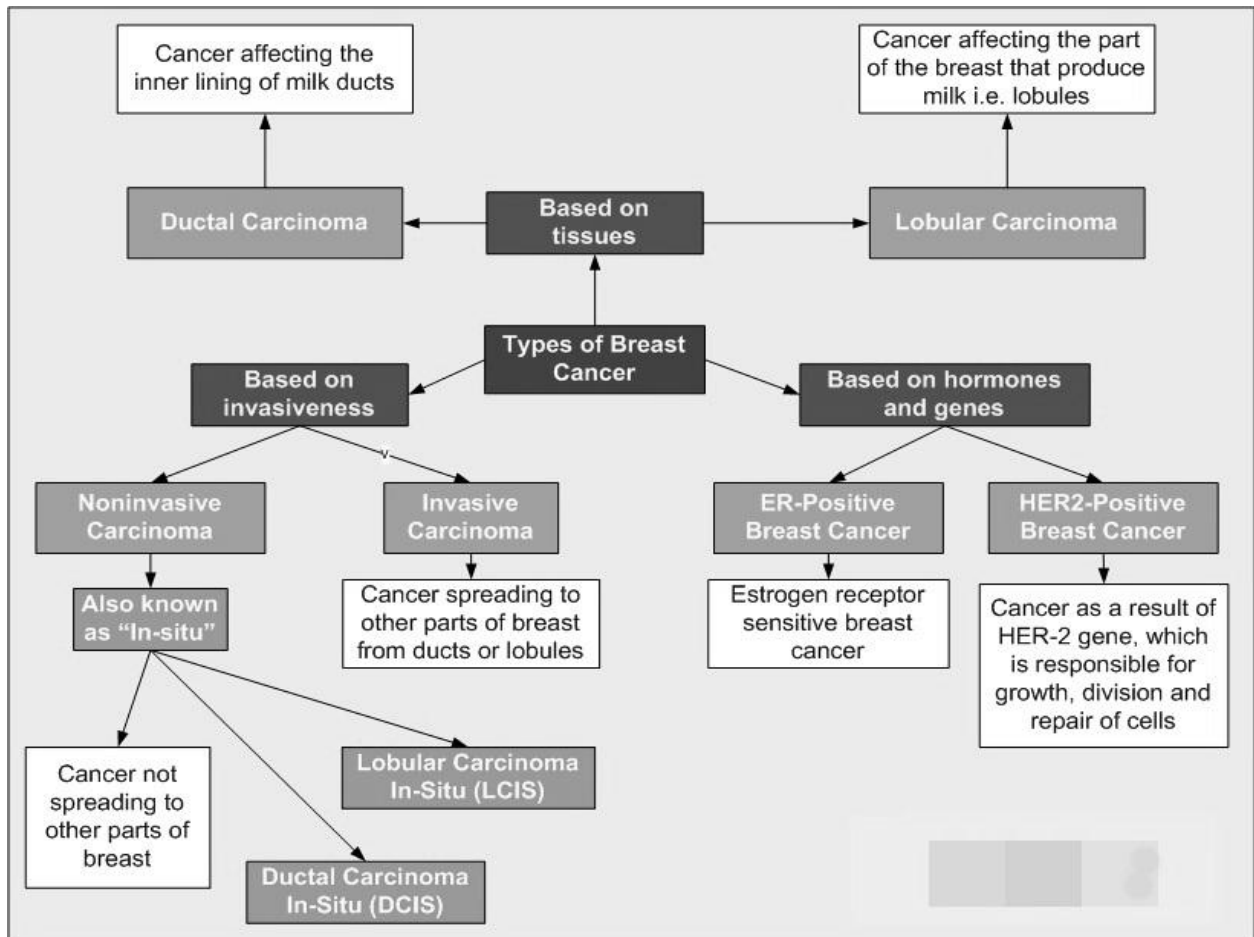 Cancer affecting the
inner lining of milk ducts
Cancer affecting the part
of the breast that produce
milk i.e. lobules
Ductal Carcinoma
Based on
tissues
Lobular Carcinoma
Types of Breast
Cancer
Based on
invasiveness
Based on hormones
and genes
v
Noninvasive
Carcinoma
Invasive
Carcinoma
ER-Positive
Breast Cancer
HER2-Positive
Breast Cancer
Also known
as “In-situ”
Cancer spreading to
other parts of breast
from ducts or lobules
Estrogen receptor
sensitive breast
cancer
Cancer as a result of
HER-2 gene, which
is responsible for
growth, division and
repair of cells
Cancer not
spreading to
other parts of
breast
Lobular Carcinoma
In-Situ (LCIS)
Ductal Carcinoma
In-Situ (DCIS)